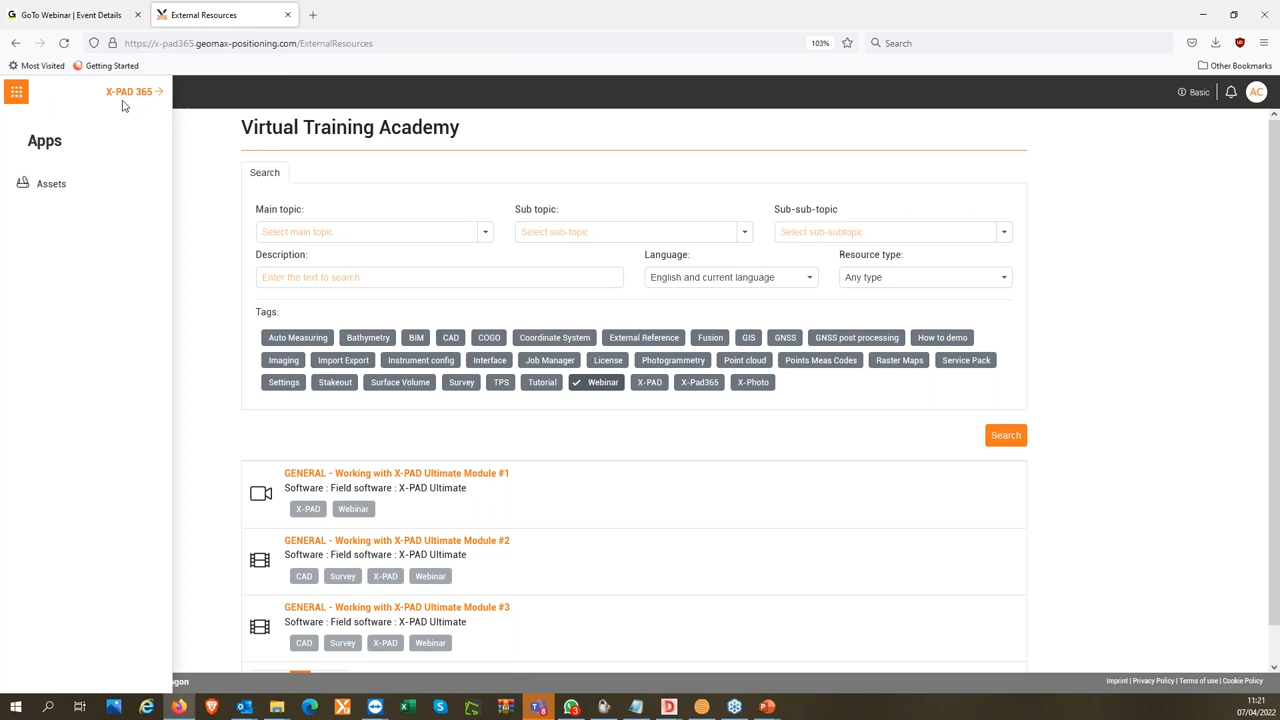 GoTo Webinar | Event Details
External Resources
https://x-pad365.geomax-positioning.com/ExternalResources
103%
Search
Most Visited
Getting Started
Other Bookmarks
X-PAD 365
Basic
AC
Apps
Assets
Virtual Training Academy
Search
Main topic:
Sub topic:
Sub-sub-topic
Select main topic
Select sub-topic
Select sub-subtopic
Description:
Language:
Resource type:
Enter the text to search
English and current language
Any type
Tags:
Auto Measuring Bathymetry BIM CAD COGO Coordinate System External Reference Fusion GIS GNSS GNSS post processing How to demo
Imaging Import Export Instrument config Interface Job Manager License Photogrammetry Point cloud Points Meas Codes Raster Maps Service Pack
Settings Stakeout Surface Volume Survey TPS Tutorial Webinar X-PAD X-Pad365 X-Photo
Search
GENERAL - Working with X-PAD Ultimate Module #1
Software : Field software : X-PAD Ultimate
X-PAD Webinar
GENERAL - Working with X-PAD Ultimate Module #2
Software : Field software : X-PAD Ultimate
CAD Survey X-PAD Webinar
GENERAL - Working with X-PAD Ultimate Module #3
Software : Field software : X-PAD Ultimate
CAD Survey X-PAD Webinar
agon
Imprint | Privacy Policy | Terms of use | Cookie Policy
11:21
07/04/2022